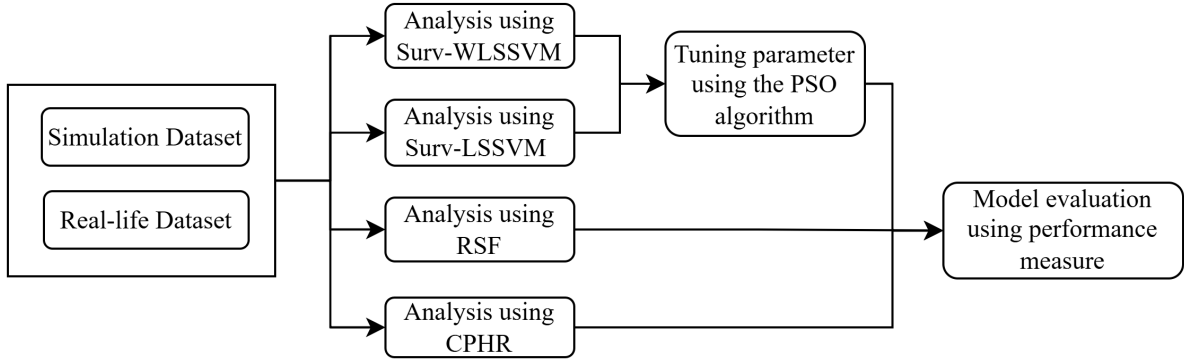 Simulation Dataset
Real-life Dataset
Analysis using
Surv-WLSSVM
Analysis using
Surv-LSSVM
Analysis using
RSF
Analysis using
CPHR
Tuning parameter
using the PSO
algorithm
Model evaluation
using performance
measure